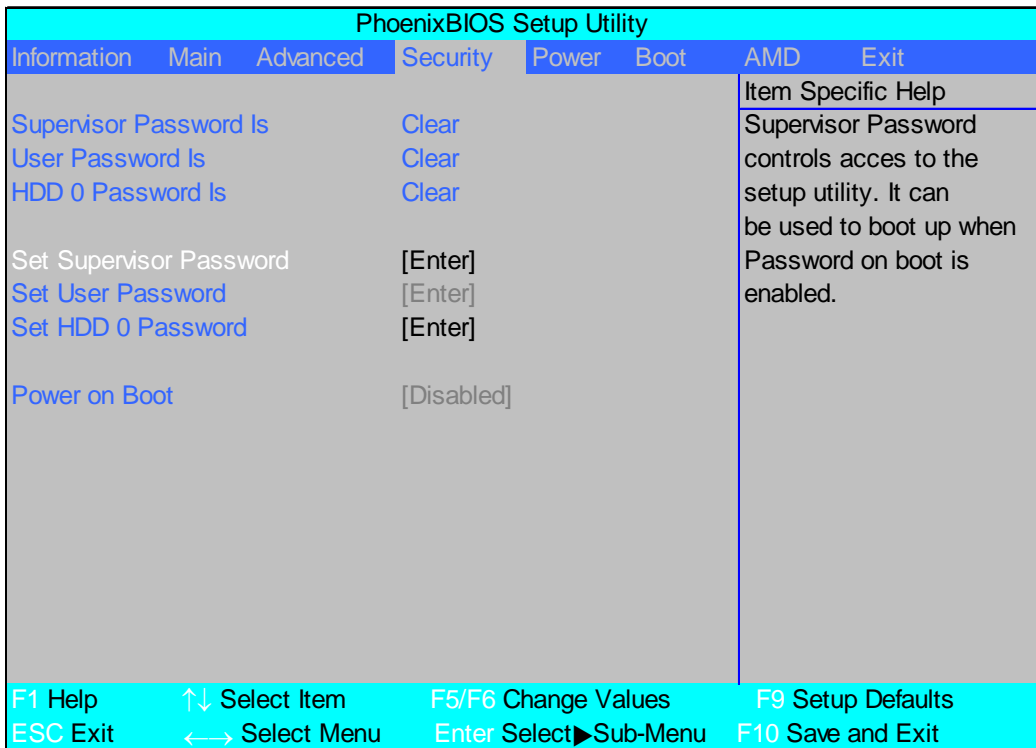 PhoenixBIOS Setup Utility
Information Main Advanced Security Power Boot AMD Exit
Item Specific Help
Supervisor Password Is Clear
User Password Is Clear
HDD 0 Password Is Clear
Set Supervisor Password [Enter]
Set User Password [Enter]
Set HDD 0 Password [Enter]
Power on Boot [Disabled]
Supervisor Password
controls acces to the
setup utility. It can
be used to boot up when
Password on boot is
enabled.
F1 Help ↑↓ Select Item F5/F6 Change Values F9 Setup Defaults
ESC Exit ←→ Select Menu Enter Select▶Sub-Menu F10 Save and Exit